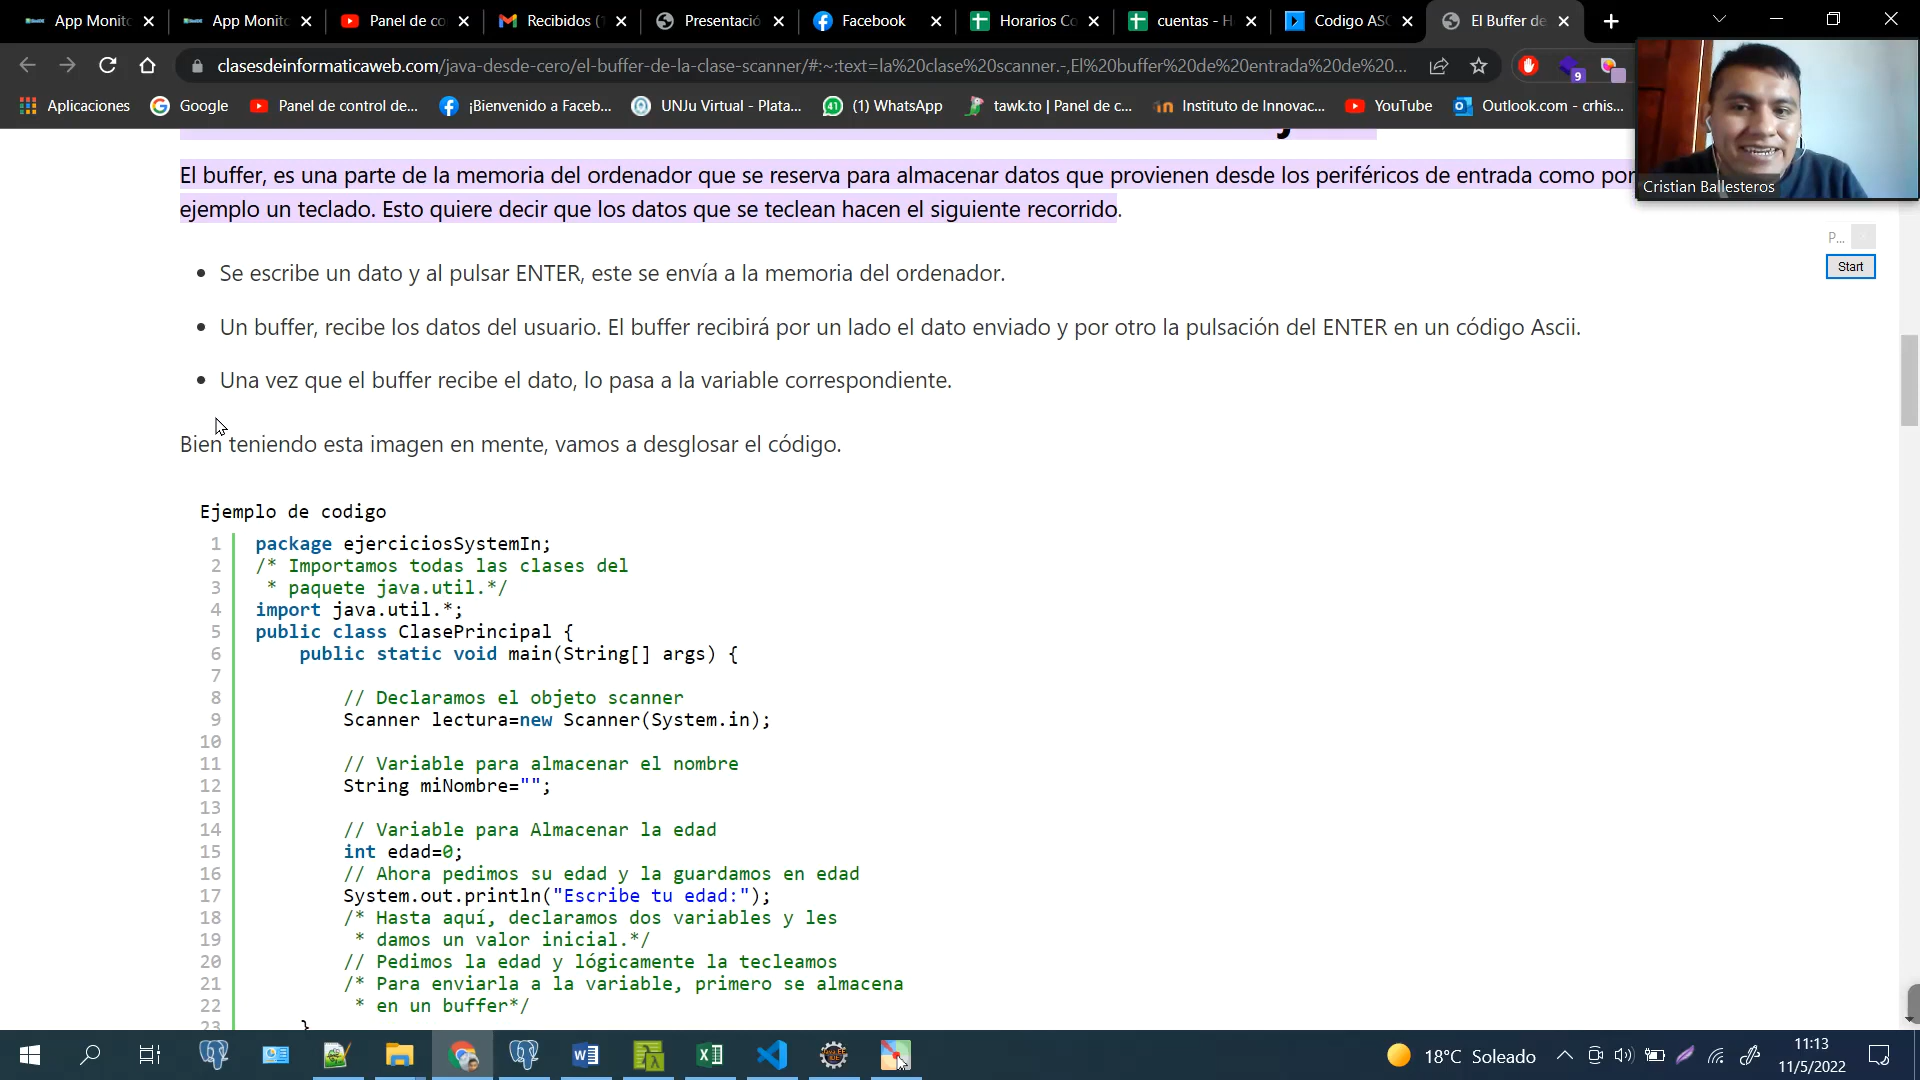 App Monito
App Monito
Panel de co
Recibidos (1
Presentació
Facebook
Horarios Co
cuentas - H
Codigo ASC
El Buffer de
clasesdeinformaticaweb.com/java-desde-cero/el-buffer-de-la-clase-scanner/#:~:text=la%20clase%20scanner.-,El%20buffer%20de%20entrada%20de%20...
9
Aplicaciones
Google
Panel de control de...
¡Bienvenido a Faceb...
UNJu Virtual - Plata...
(1) WhatsApp
tawk.to | Panel de c...
Instituto de Innovac...
YouTube
Outlook.com - crhis...
Cristian Ballesteros
P...
Start
El buffer, es una parte de la memoria del ordenador que se reserva para almacenar datos que provienen desde los periféricos de entrada como por
ejemplo un teclado. Esto quiere decir que los datos que se teclean hacen el siguiente recorrido.
Se escribe un dato y al pulsar ENTER, este se envía a la memoria del ordenador.
Un buffer, recibe los datos del usuario. El buffer recibirá por un lado el dato enviado y por otro la pulsación del ENTER en un código Ascii.
Una vez que el buffer recibe el dato, lo pasa a la variable correspondiente.
Bien teniendo esta imagen en mente, vamos a desglosar el código.
Ejemplo de codigo
1 package ejerciciosSystemIn;
2 /* Importamos todas las clases del
3 * paquete java.util.*/
4 import java.util.*;
5 public class ClasePrincipal {
6 public static void main(String[] args) {
7
8 // Declaramos el objeto scanner
9 Scanner lectura=new Scanner(System.in);
10
11 // Variable para almacenar el nombre
12 String miNombre="";
13
14 // Variable para Almacenar la edad
15 int edad=0;
16 // Ahora pedimos su edad y la guardamos en edad
17 System.out.println("Escribe tu edad:");
18 /* Hasta aquí, declaramos dos variables y les
19 * damos un valor inicial.*/
20 // Pedimos la edad y lógicamente la tecleamos
21 /* Para enviarla a la variable, primero se almacena
22 * en un buffer*/
23 }
18°C Soleado
11:13
11/5/2022